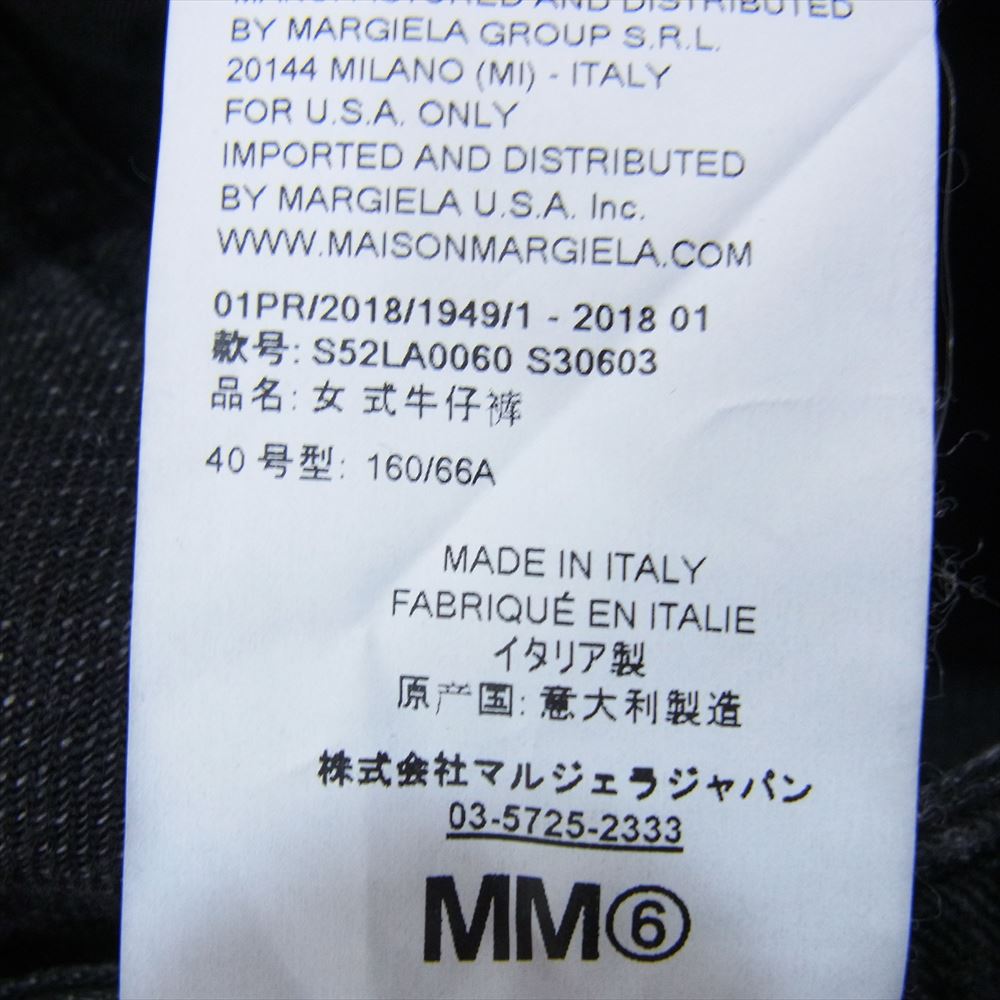 MANUFACTURED AND DISTRIBUTED
BY MARGIELA GROUP S.R.L.
20144 MILANO (MI) - ITALY
FOR U.S.A. ONLY
IMPORTED AND DISTRIBUTED
BY MARGIELA U.S.A. Inc.
WWW.MAISONMARGIELA.COM
01PR/2018/1949/1 - 2018 01
款号: S52LA0060 S30603
品名: 女 式牛仔裤
40 号型: 160/66A
MADE IN ITALY
FABRIQUÉ EN ITALIE
イタリア製
原产国: 意大利製造
株式会社マルジェラジャパン
03-5725-2333
MM⑥